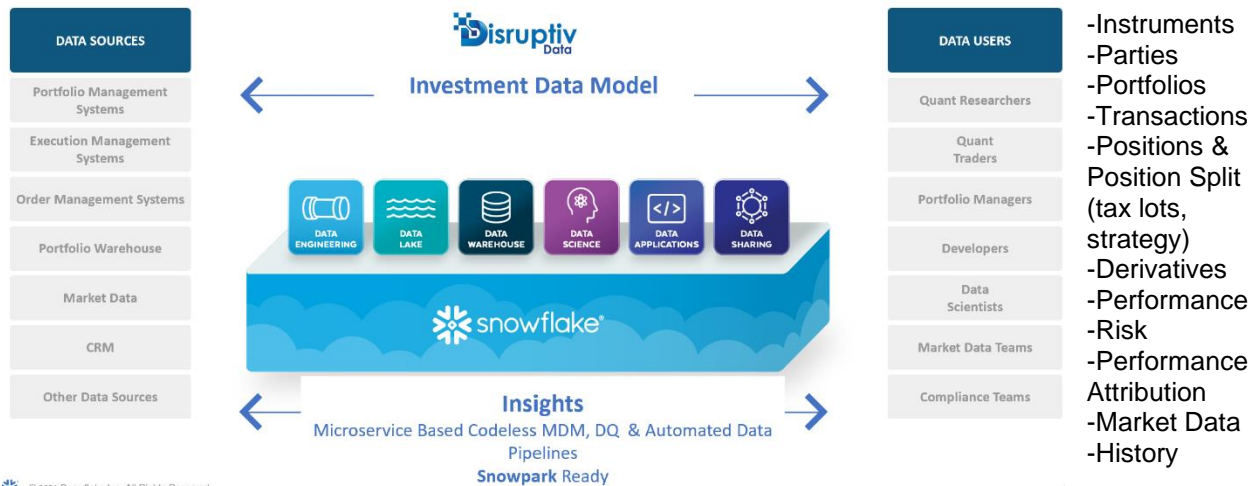 DATA SOURCES
Portfolio Management
Systems
Execution Management
Systems
Order Management Systems
Portfolio Warehouse
Market Data
CRM
Other Data Sources
Disruptiv
Data
Investment Data Model
DATA
ENGINEERING
DATA
LAKE
DATA
WAREHOUSE
DATA
SCIENCE
</>
DATA
APPLICATIONS
DATA
SHARING
snowflake®
Insights
Microservice Based Codeless MDM, DQ & Automated Data
Pipelines
Snowpark Ready
DATA USERS
Quant Researchers
Quant
Traders
Portfolio Managers
Developers
Data
Scientists
Market Data Teams
Compliance Teams
-Instruments
-Parties
-Portfolios
-Transactions
-Positions &
Position Split
(tax lots,
strategy)
-Derivatives
-Performance
-Risk
-Performance
Attribution
-Market Data
-History